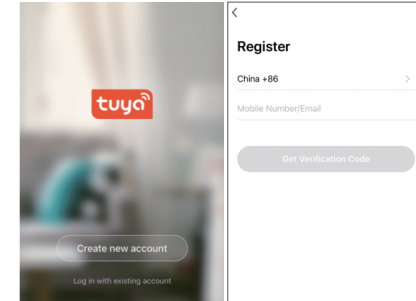 tuya
Create new account
Log in with existing account
Register
China +86
Mobile Number/Email
Get Verification Code